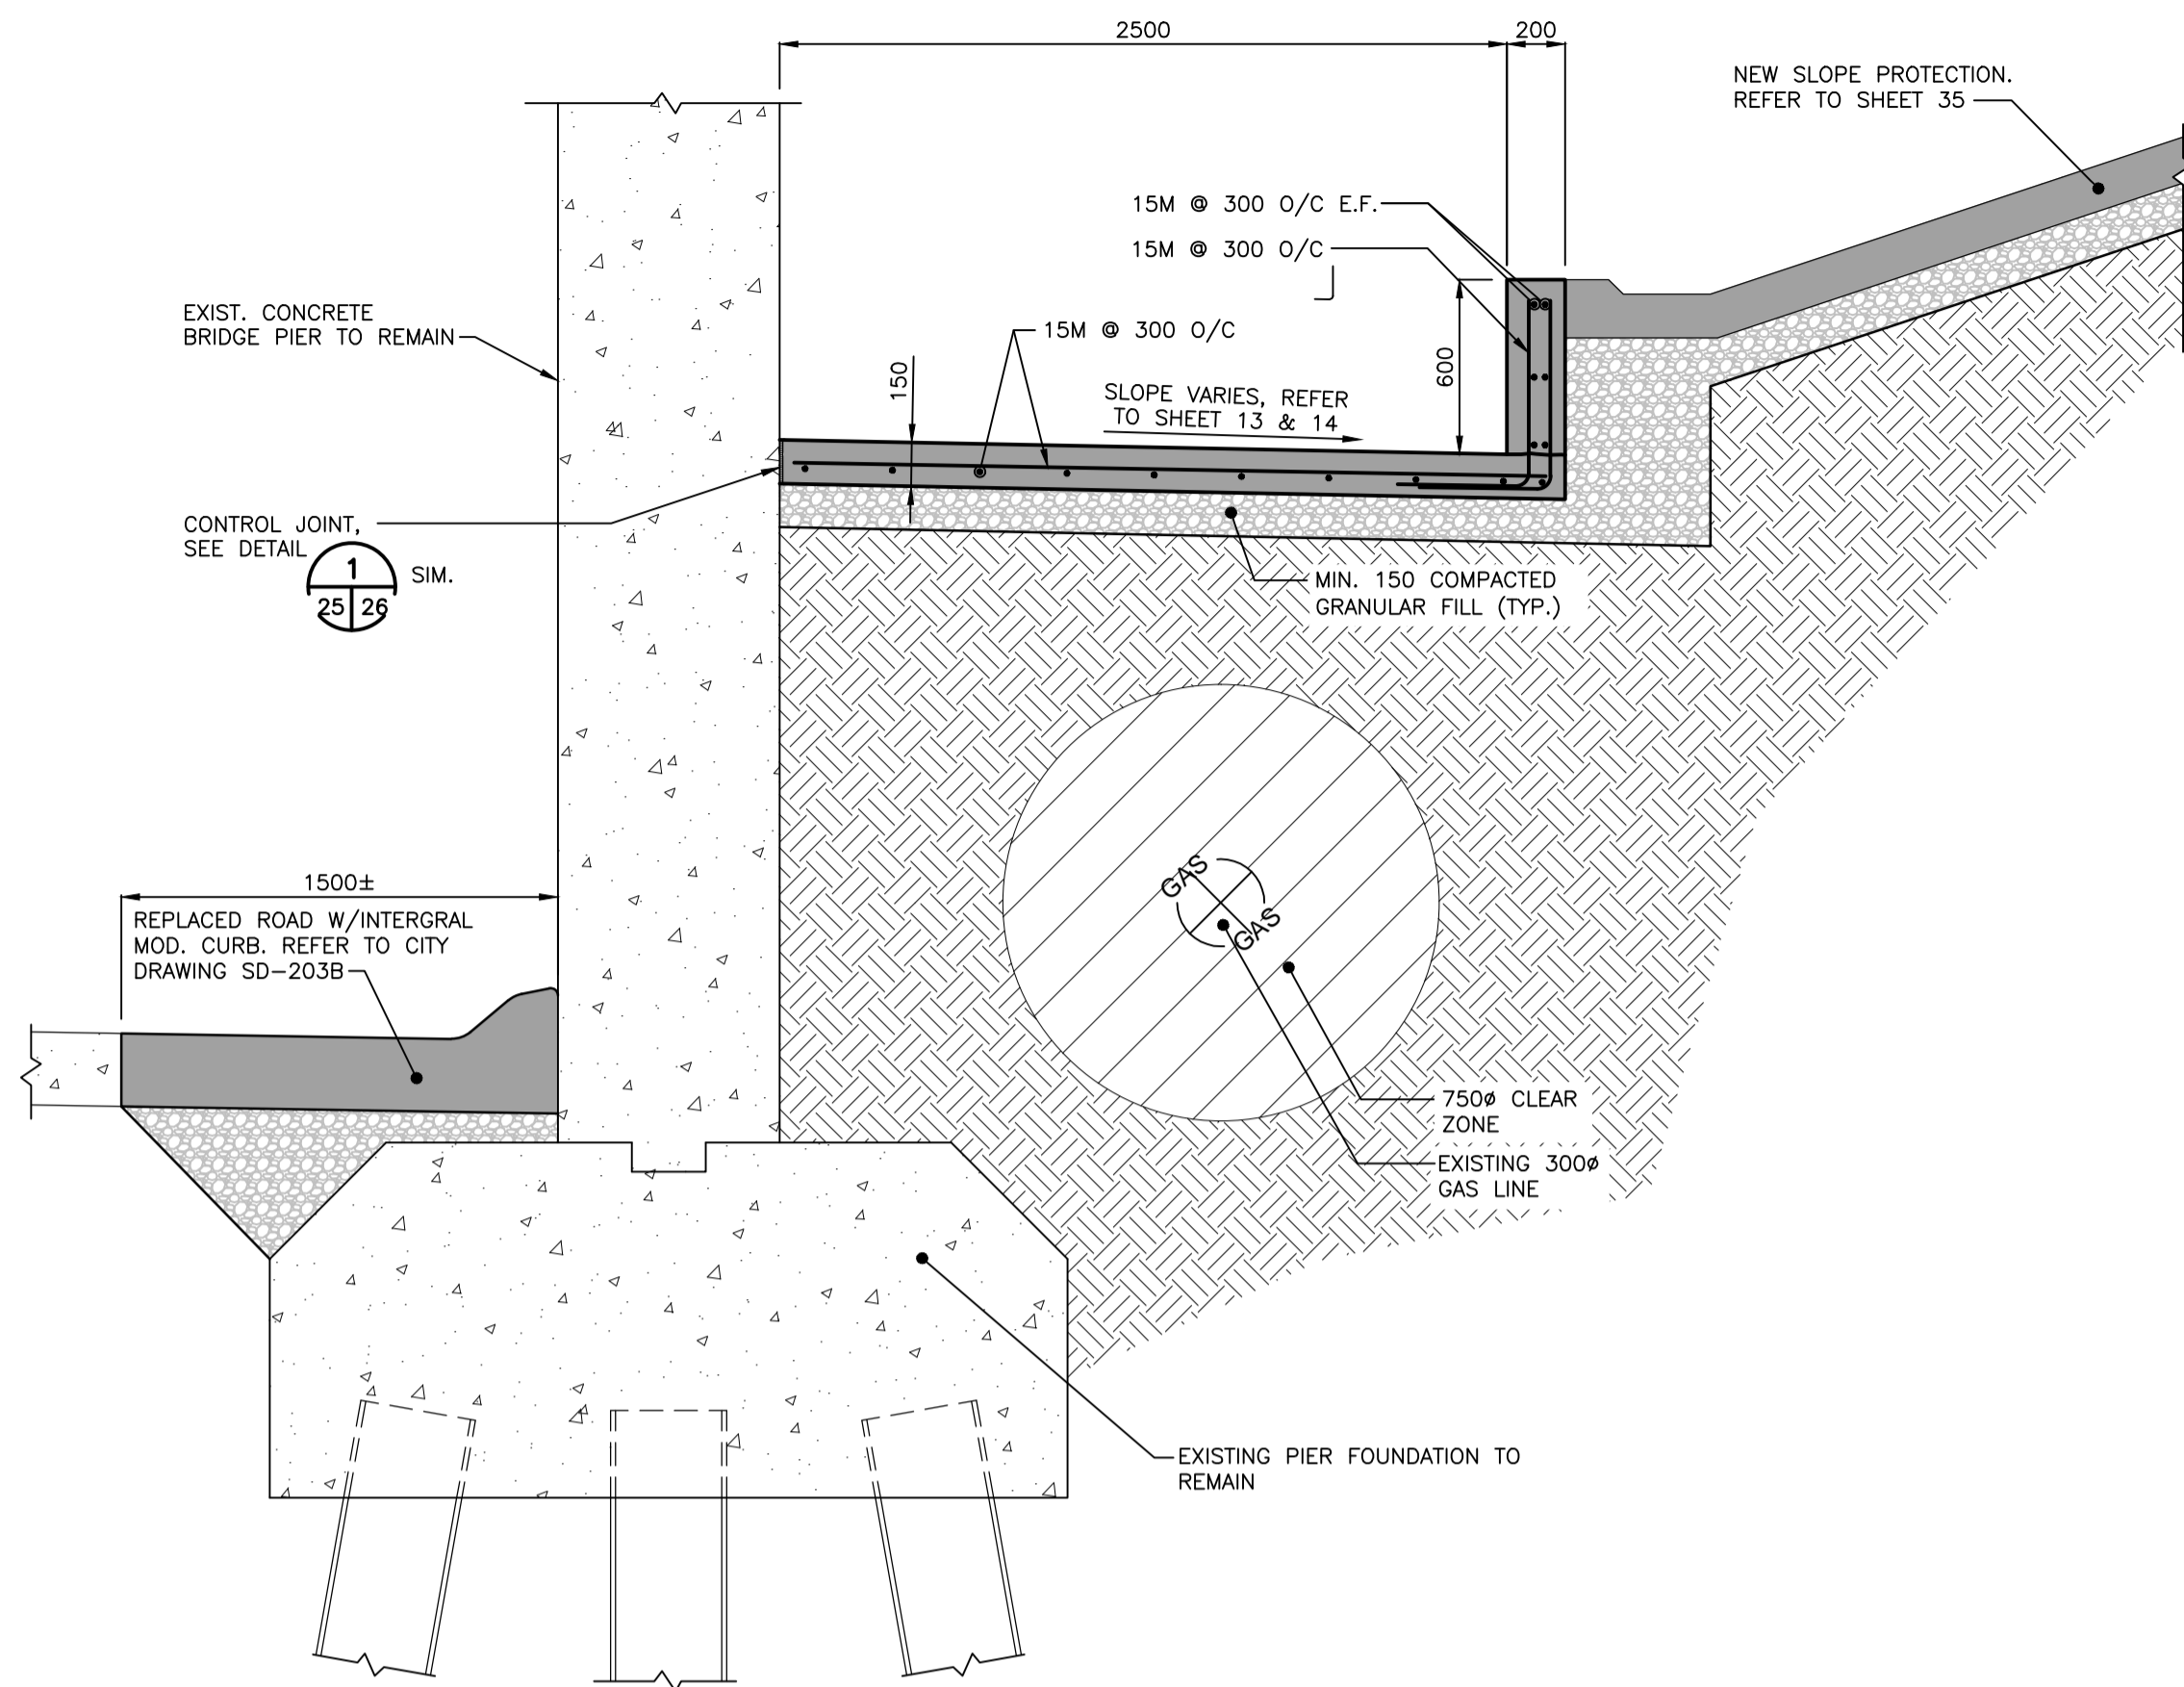 2500
200
NEW SLOPE PROTECTION.
REFER TO SHEET 35
15M @ 300 O/C E.F.
15M @ 300 O/C
EXIST. CONCRETE
BRIDGE PIER TO REMAIN
15M @ 300 O/C
150
600
SLOPE VARIES, REFER
TO SHEET 13 & 14
CONTROL JOINT,
SEE DETAIL
1
25 26
SIM.
MIN. 150 COMPACTED
GRANULAR FILL (TYP.)
GAS
GAS
1500±
REPLACED ROAD W/INTERGRAL
MOD. CURB. REFER TO CITY
DRAWING SD-203B
750ø CLEAR
ZONE
EXISTING 300ø
GAS LINE
EXISTING PIER FOUNDATION TO
REMAIN